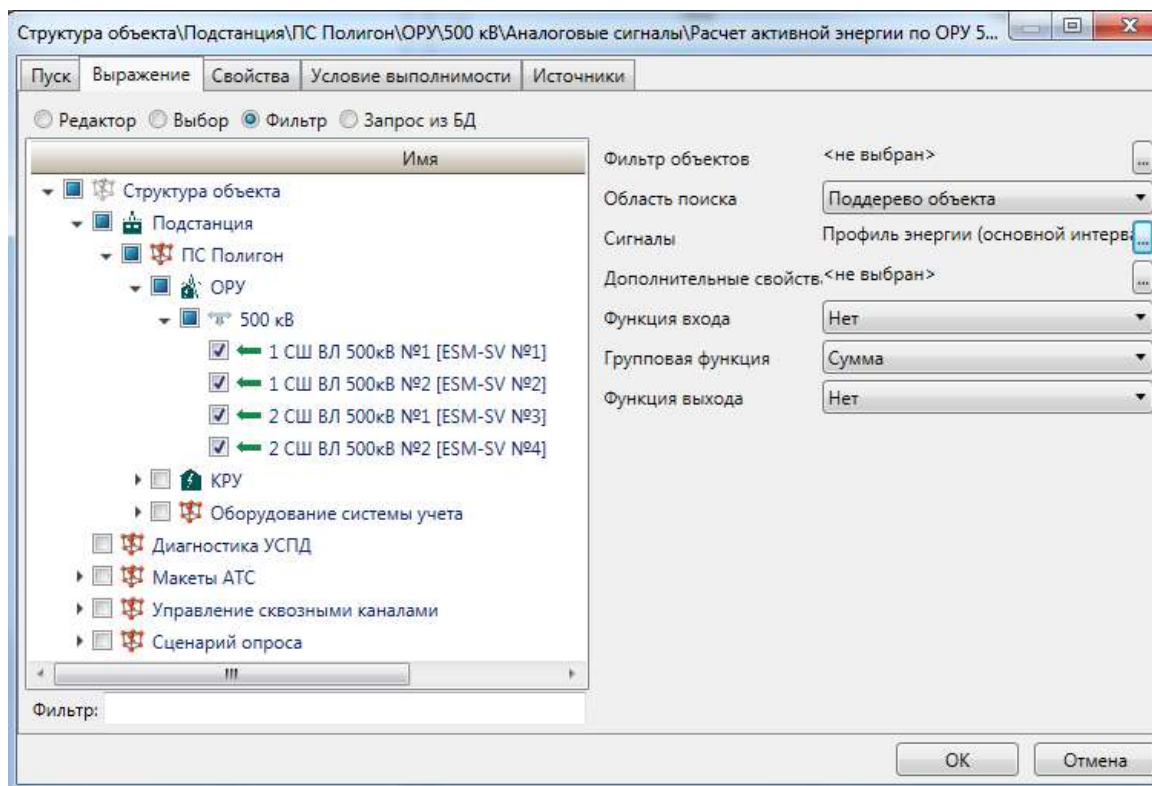 Структура объекта\Подстанция\ПС Полигон\ОРУ\500 кВ\Аналоговые сигналы\Расчет активной энергии по ОРУ 5...
Пуск Выражение Свойства Условие выполнимости Источники
Редактор Выбор Фильтр Запрос из БД
Имя
Структура объекта
Подстанция
ПС Полигон
ОРУ
500 кВ
1 СШ ВЛ 500кВ №1 [ESM-SV №1]
1 СШ ВЛ 500кВ №2 [ESM-SV №2]
2 СШ ВЛ 500кВ №1 [ESM-SV №3]
2 СШ ВЛ 500кВ №2 [ESM-SV №4]
КРУ
Оборудование системы учета
Диагностика УСПД
Макеты АТС
Управление сквозными каналами
Сценарий опроса
Фильтр:
Фильтр объектов <не выбран> ...
Область поиска Поддерево объекта
Сигналы Профиль энергии (основной интерва ...
Дополнительные свойств. <не выбран> ...
Функция входа Нет
Групповая функция Сумма
Функция выхода Нет
ОК Отмена